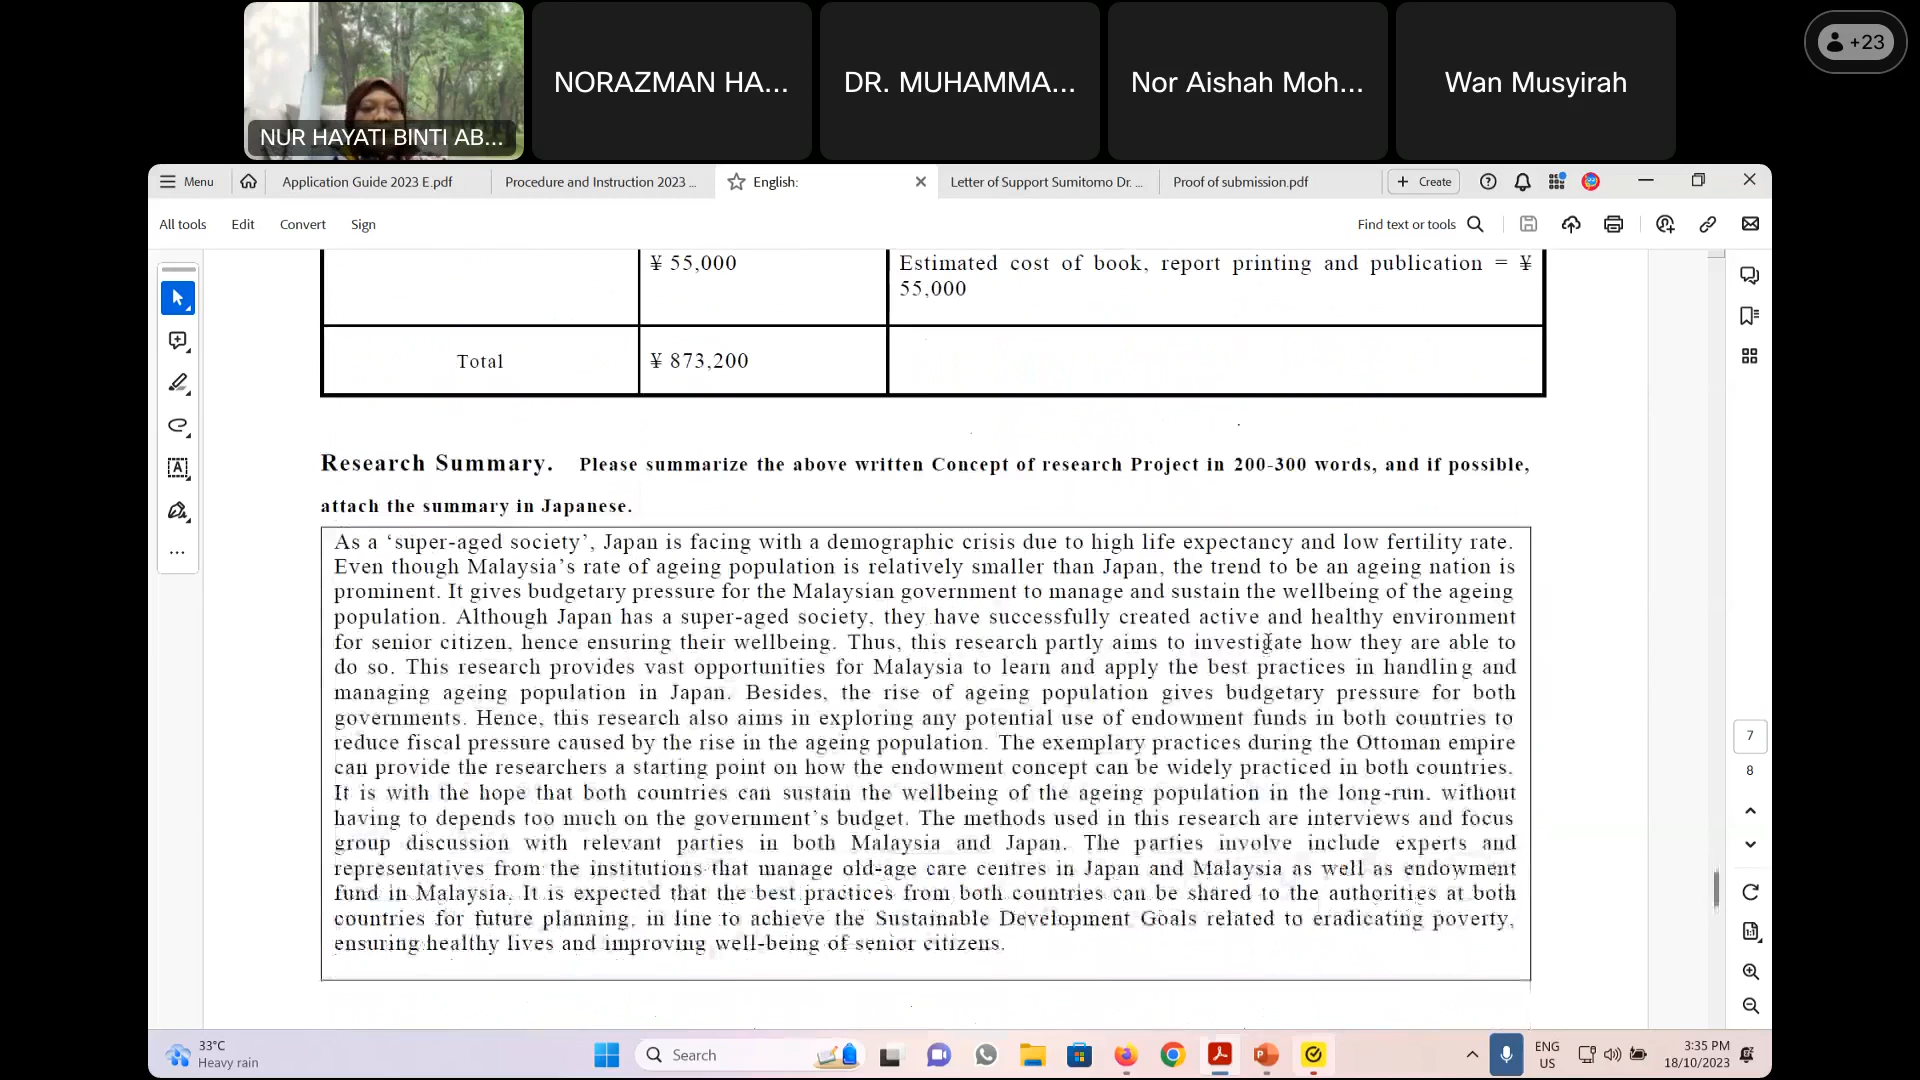 NUR HAYATI BINTI AB...
NORAZMAN HA...
DR. MUHAMMA...
Nor Aishah Moh...
Wan Musyirah
+23
Menu
Application Guide 2023 E.pdf
Procedure and Instruction 2023 ...
English:
Letter of Support Sumitomo Dr. ...
Proof of submission.pdf
Create
All tools
Edit
Convert
Sign
Find text or tools
¥ 55,000
Estimated cost of book, report printing and publication = ¥
55,000
Total
¥ 873,200
Research Summary. Please summarize the above written Concept of research Project in 200-300 words, and if possible,
attach the summary in Japanese.
As a ‘super-aged society’, Japan is facing with a demographic crisis due to high life expectancy and low fertility rate.
Even though Malaysia’s rate of ageing population is relatively smaller than Japan, the trend to be an ageing nation is
prominent. It gives budgetary pressure for the Malaysian government to manage and sustain the wellbeing of the ageing
population. Although Japan has a super-aged society, they have successfully created active and healthy environment
for senior citizen, hence ensuring their wellbeing. Thus, this research partly aims to investigate how they are able to
do so. This research provides vast opportunities for Malaysia to learn and apply the best practices in handling and
managing ageing population in Japan. Besides, the rise of ageing population gives budgetary pressure for both
governments. Hence, this research also aims in exploring any potential use of endowment funds in both countries to
reduce fiscal pressure caused by the rise in the ageing population. The exemplary practices during the Ottoman empire
can provide the researchers a starting point on how the endowment concept can be widely practiced in both countries.
It is with the hope that both countries can sustain the wellbeing of the ageing population in the long-run, without
having to depends too much on the government’s budget. The methods used in this research are interviews and focus
group discussion with relevant parties in both Malaysia and Japan. The parties involve include experts and
representatives from the institutions that manage old-age care centres in Japan and Malaysia as well as endowment
fund in Malaysia. It is expected that the best practices from both countries can be shared to the authorities at both
countries for future planning, in line to achieve the Sustainable Development Goals related to eradicating poverty,
ensuring healthy lives and improving well-being of senior citizens.
7
8
33°C
Heavy rain
Search
ENG
US
3:35 PM
18/10/2023